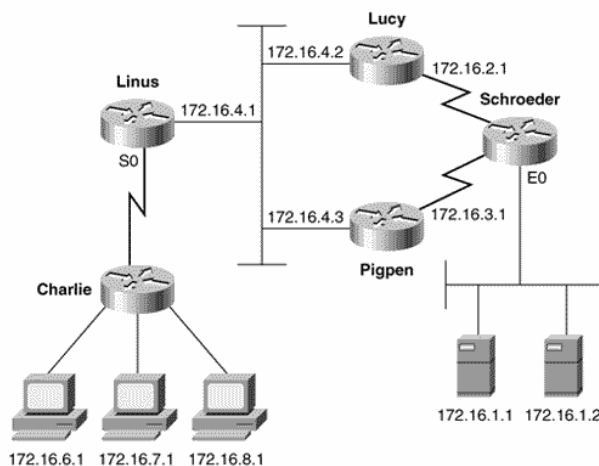 Lucy
172.16.4.2
172.16.2.1
Linus
Schroeder
172.16.4.1
S0
E0
172.16.4.3
172.16.3.1
Pigpen
Charlie
172.16.1.1
172.16.1.2
172.16.6.1
172.16.7.1
172.16.8.1